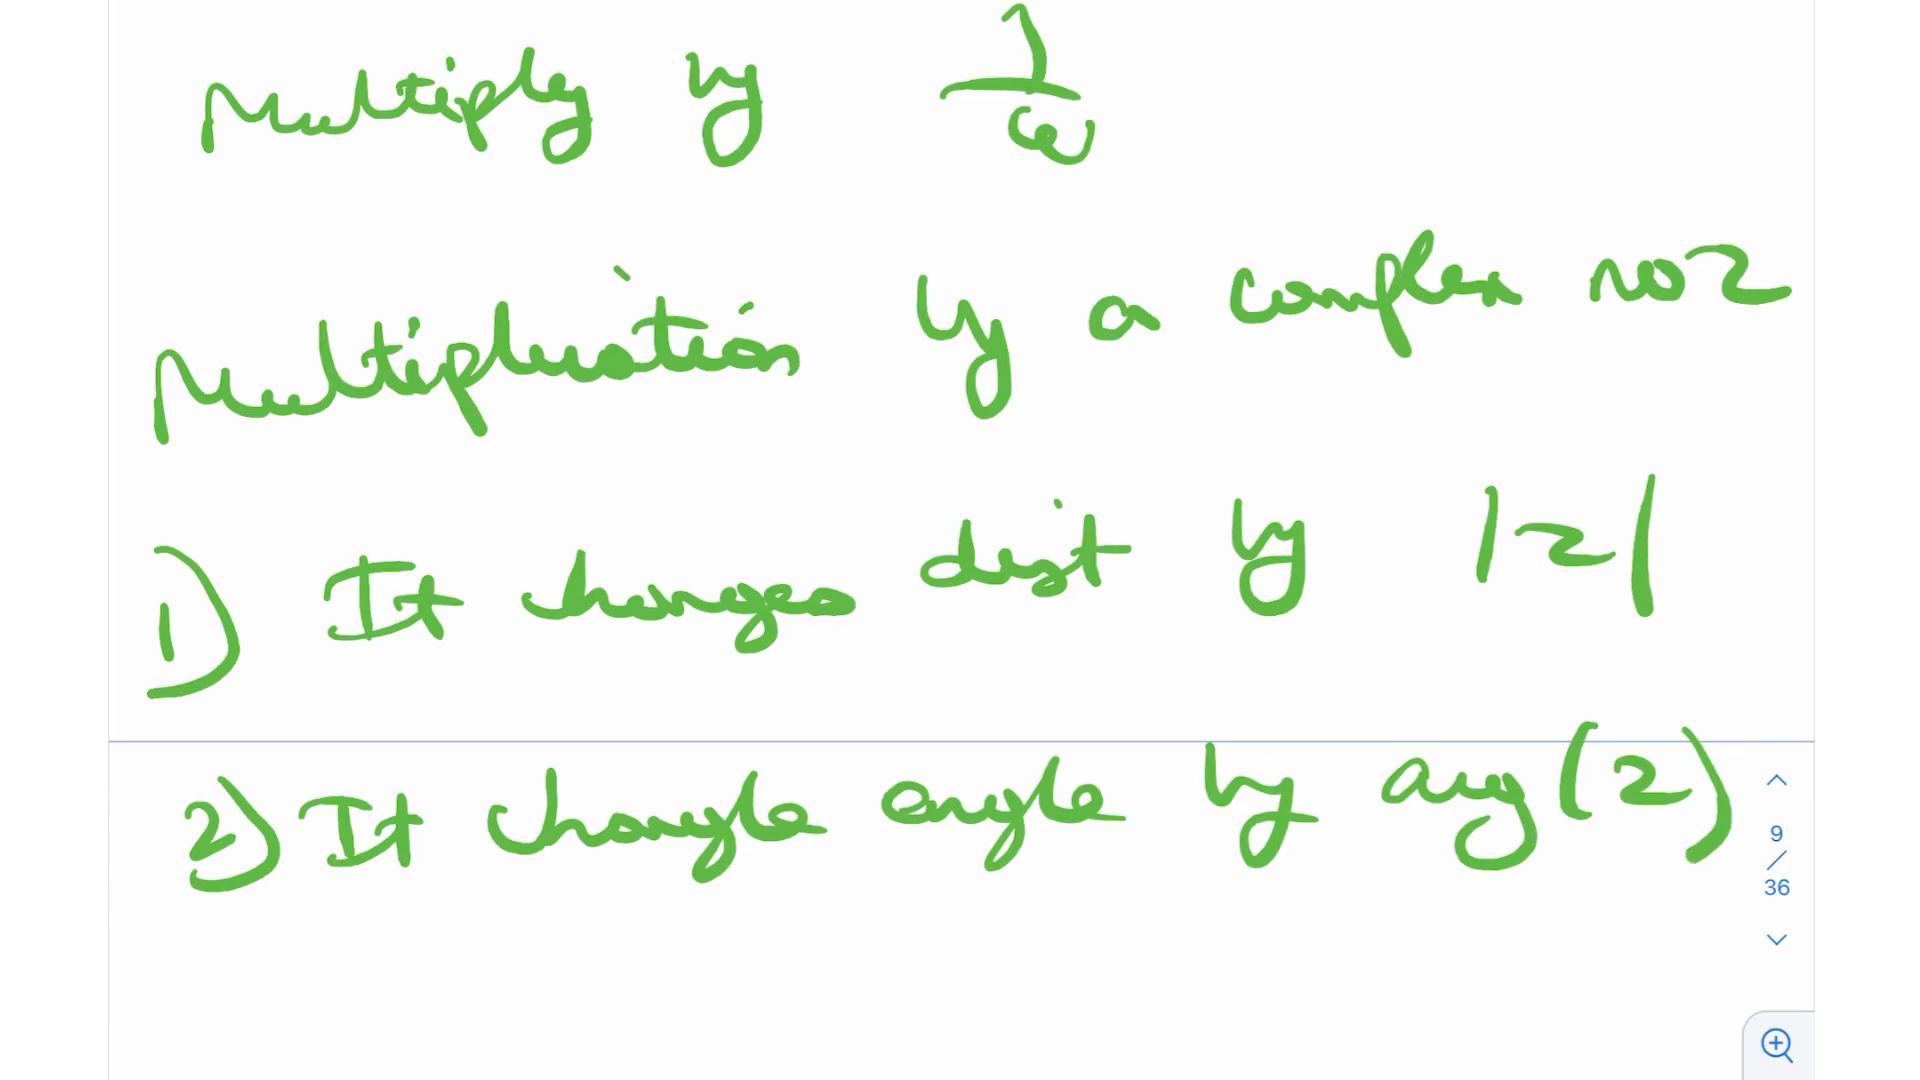 Multiply by 1/ω
Multiplication by a complex no z
1) It changes dist by |z|
2) It changle angle by arg(z)
9
/
36